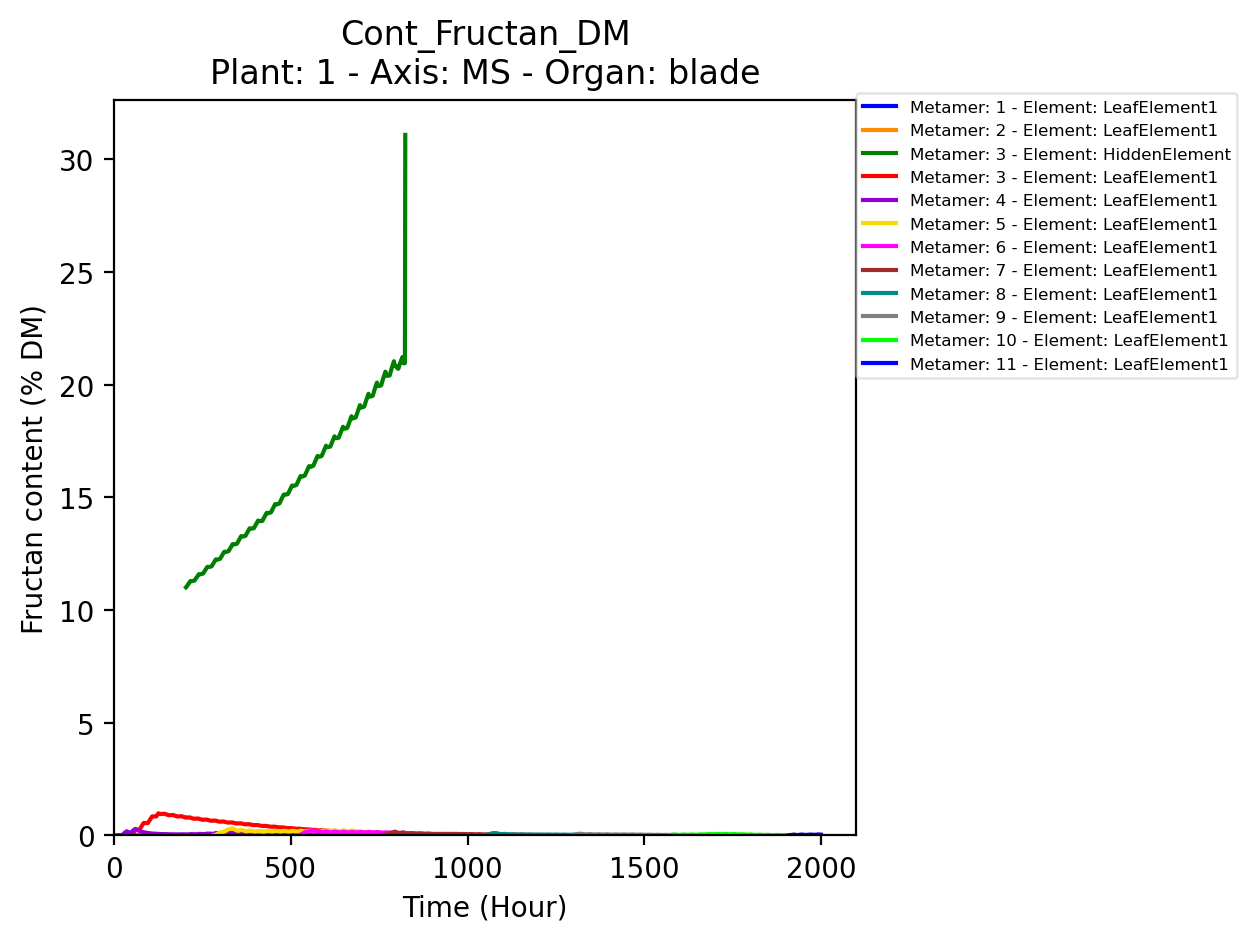 Cont_Fructan_DM
Plant: 1 - Axis: MS - Organ: blade
Fructan content (% DM)
30
25
20
15
10
5
0
0
500
1000
1500
2000
Time (Hour)
Metamer: 1 - Element: LeafElement1
Metamer: 2 - Element: LeafElement1
Metamer: 3 - Element: HiddenElement
Metamer: 3 - Element: LeafElement1
Metamer: 4 - Element: LeafElement1
Metamer: 5 - Element: LeafElement1
Metamer: 6 - Element: LeafElement1
Metamer: 7 - Element: LeafElement1
Metamer: 8 - Element: LeafElement1
Metamer: 9 - Element: LeafElement1
Metamer: 10 - Element: LeafElement1
Metamer: 11 - Element: LeafElement1